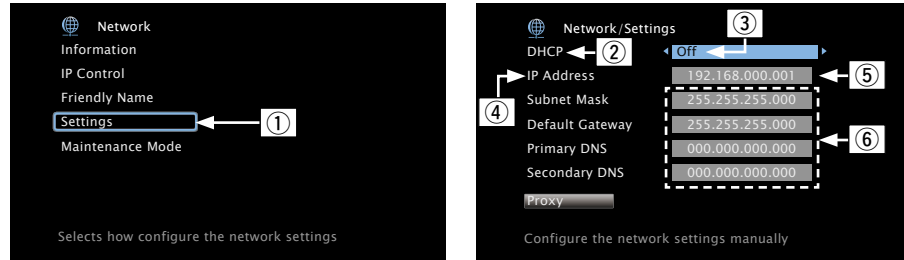 Network
Information
IP Control
Friendly Name
Settings
①
Maintenance Mode
Selects how configure the network settings
Network/Settings
③
DHCP
②
Off
④
IP Address
192.168.000.001
⑤
Subnet Mask
255.255.255.000
Default Gateway
255.255.255.000
⑥
Primary DNS
000.000.000.000
Secondary DNS
000.000.000.000
Proxy
Configure the network settings manually